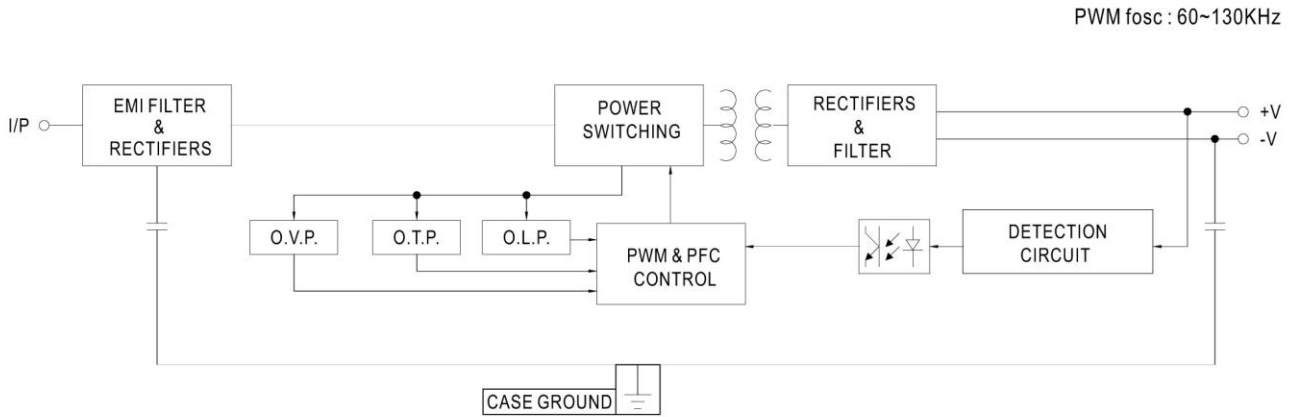 PWM fosc : 60~130KHz
I/P
EMI FILTER
&
RECTIFIERS
POWER
SWITCHING
RECTIFIERS
&
FILTER
+V
-V
O.V.P.
O.T.P.
O.L.P.
PWM & PFC
CONTROL
DETECTION
CIRCUIT
CASE GROUND